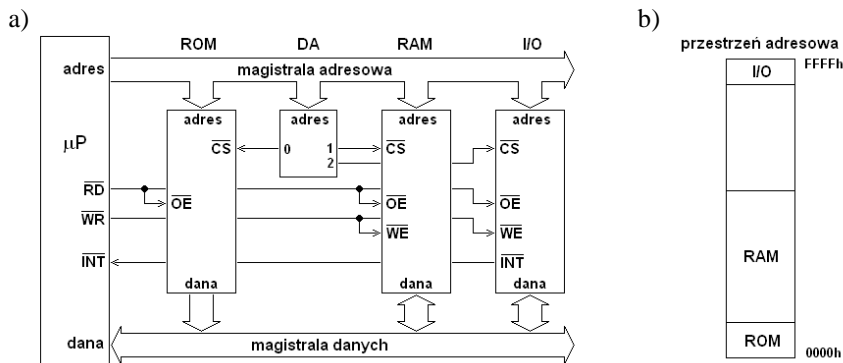 a)
ROM DA RAM I/O
adres magistrala adresowa
adres adres adres adres
μP
CS 0 1 CS CS
2
RD
OE OE OE
WR
WE WE
INT INT
dana dana dana
dana magistrala danych
b)
przestrzeń adresowa
I/O FFFFh
RAM
ROM 0000h